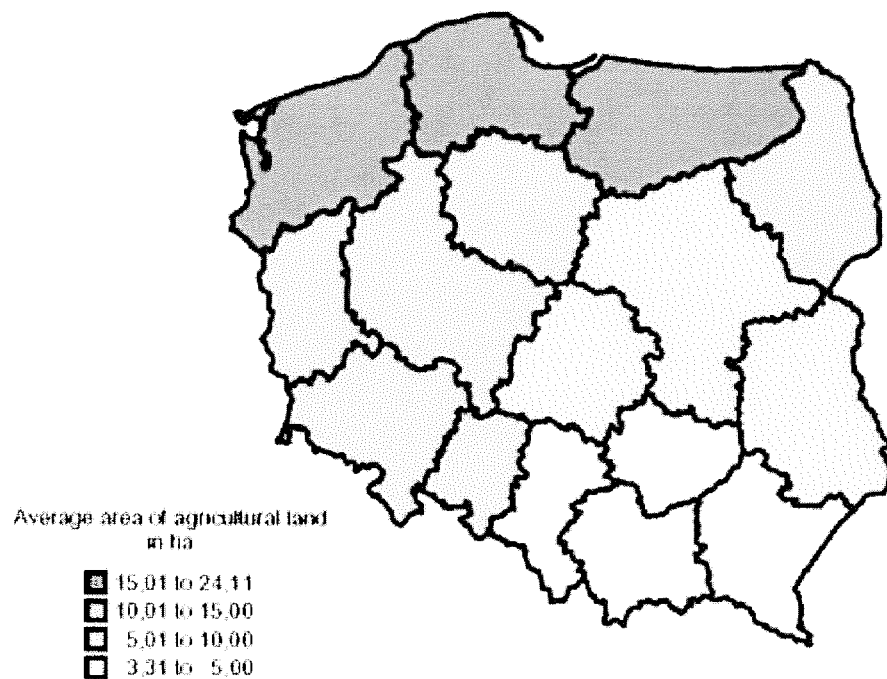 Average area of agricultural land
in ha
15,01 to 24,11
10,01 to 15,00
5,01 to 10,00
3,31 to 5,00